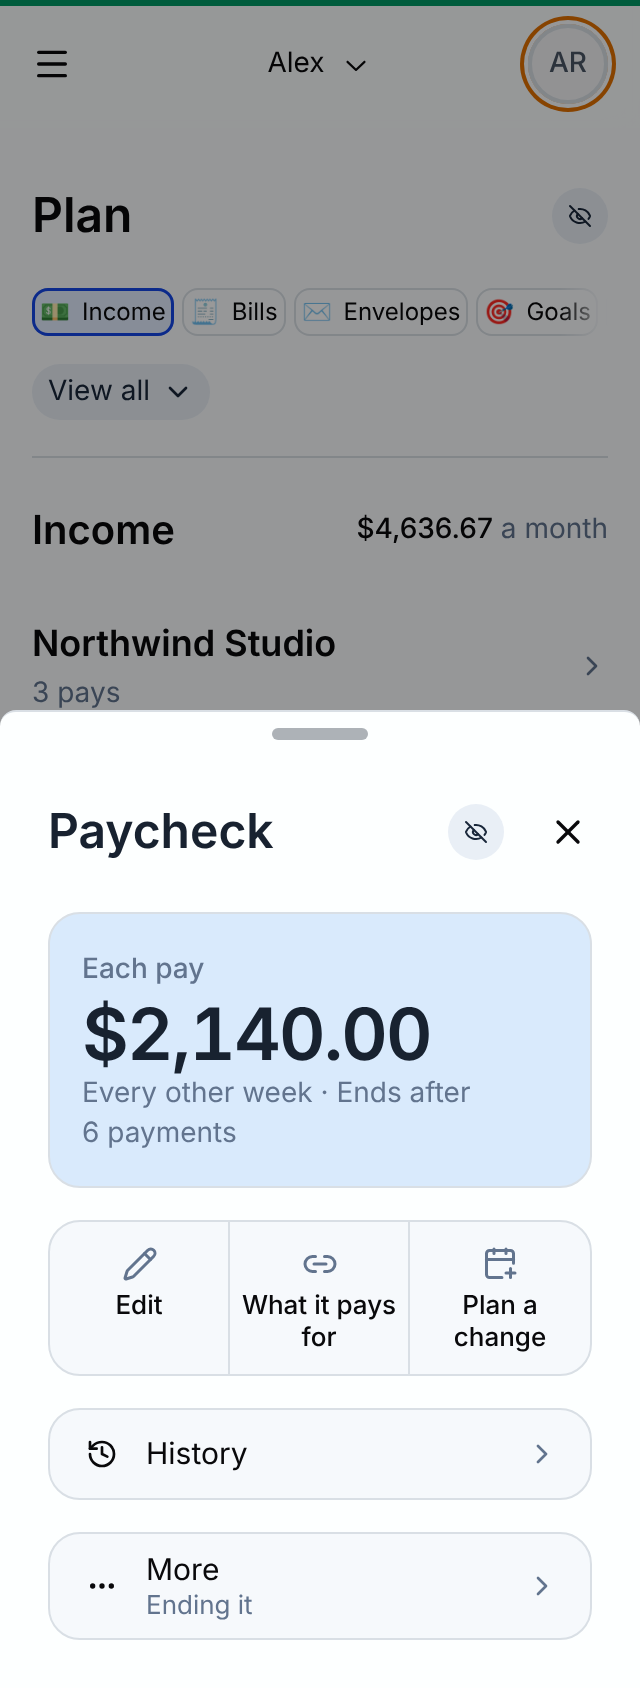 Alex
AR
Plan
Income
Bills
Envelopes
Goals
View all
Income
$4,636.67 a month
Northwind Studio
3 pays
Paycheck
Each pay
$2,140.00
Every other week · Ends after
6 payments
Edit
What it pays
for
Plan a
change
History
More
Ending it